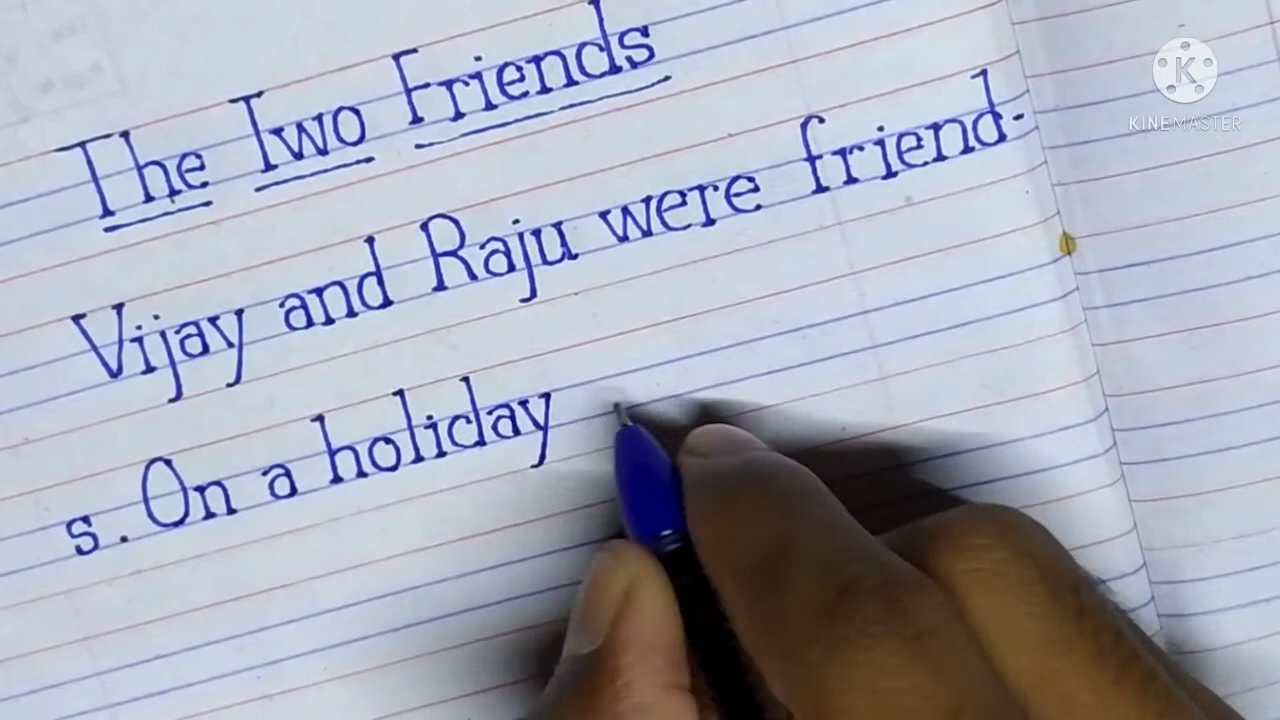 The Two Friends
Vijay and Raju were friend-
s. On a holiday
K
KINEMASTER